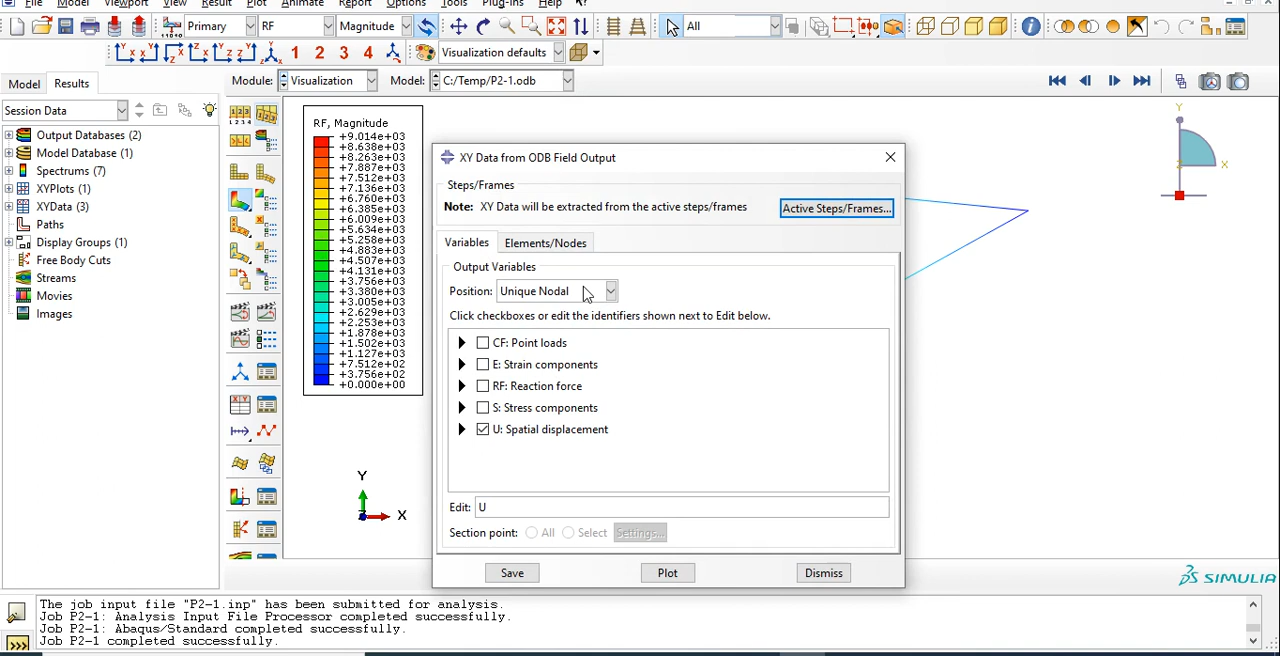 File Model Viewport View Result Plot Animate Report Options Tools Plug-ins Help
Primary RF Magnitude All
1 2 3 4 Visualization defaults
Model Results Module: Visualization Model: C:/Temp/P2-1.odb
Session Data
Output Databases (2)
Model Database (1)
Spectrums (7)
XYPlots (1)
XYData (3)
Paths
Display Groups (1)
Free Body Cuts
Streams
Movies
Images
RF, Magnitude
+9.014e+03
+8.638e+03
+8.263e+03
+7.887e+03
+7.512e+03
+7.136e+03
+6.760e+03
+6.385e+03
+6.009e+03
+5.634e+03
+5.258e+03
+4.883e+03
+4.507e+03
+4.131e+03
+3.756e+03
+3.380e+03
+3.005e+03
+2.629e+03
+2.253e+03
+1.878e+03
+1.502e+03
+1.127e+03
+7.512e+02
+3.756e+02
+0.000e+00
Y
X
Y
X
XY Data from ODB Field Output
Steps/Frames
Note: XY Data will be extracted from the active steps/frames
Active Steps/Frames...
Variables Elements/Nodes
Output Variables
Position: Unique Nodal
Click checkboxes or edit the identifiers shown next to Edit below.
CF: Point loads
E: Strain components
RF: Reaction force
S: Stress components
U: Spatial displacement
Edit: U
Section point: All Select Settings...
Save Plot Dismiss
SIMULIA
The job input file "P2-1.inp" has been submitted for analysis.
Job P2-1: Analysis Input File Processor completed successfully.
Job P2-1: Abaqus/Standard completed successfully.
Job P2-1 completed successfully.